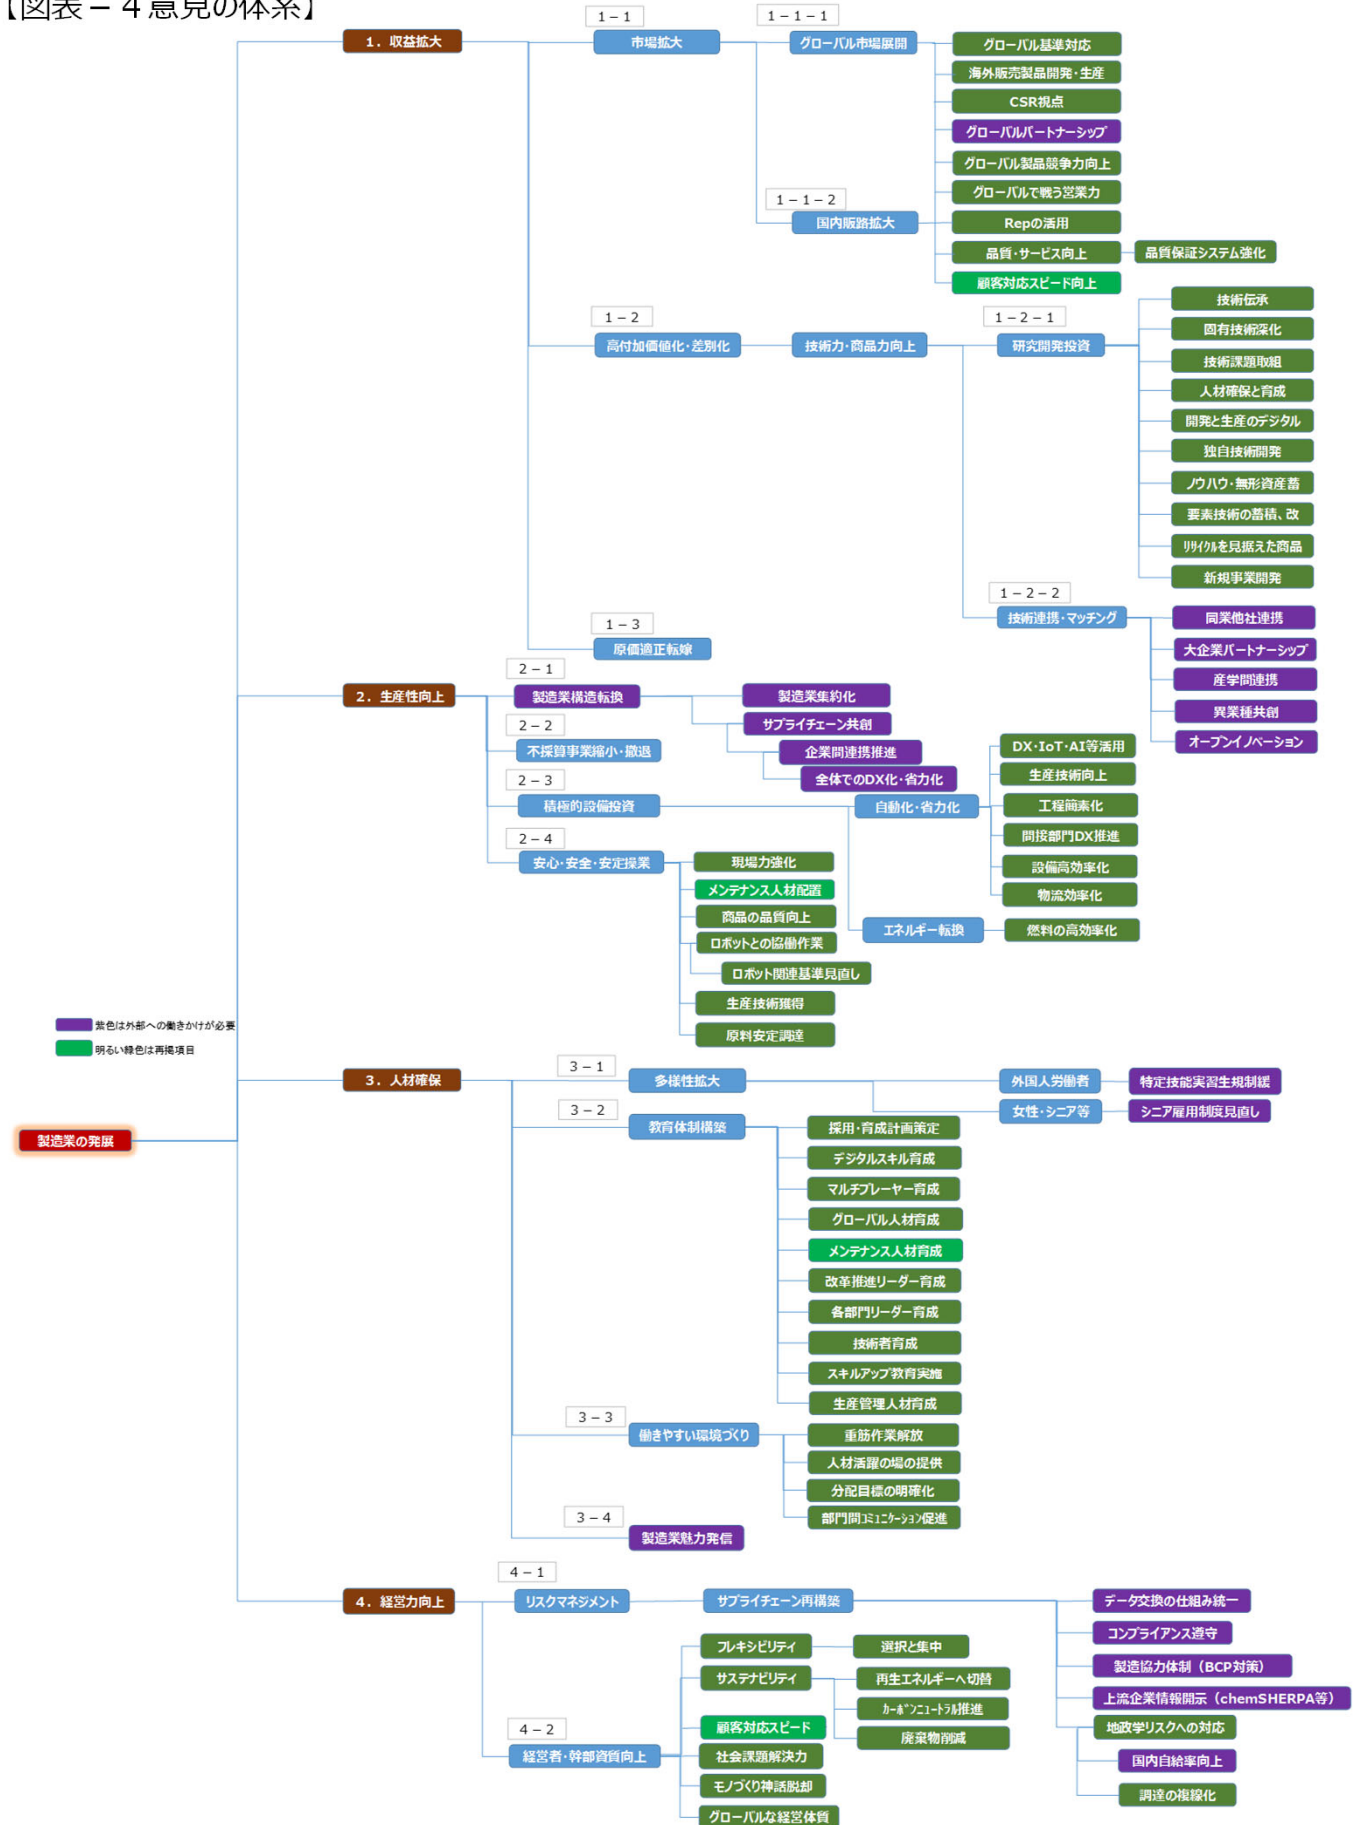 【図表－４意見の体系】
製造業の発展
紫色は外部への働きかけが必要
明るい緑色は再掲項目
１．収益拡大
１－１
市場拡大
１－１－１
グローバル市場展開
グローバル基準対応
海外販売製品開発・生産
CSR視点
グローバルパートナーシップ
グローバル製品競争力向上
グローバルで戦う営業力
１－１－２
国内販路拡大
Repの活用
品質・サービス向上
品質保証システム強化
顧客対応スピード向上
１－２
高付加価値化・差別化
技術力・商品力向上
１－２－１
研究開発投資
技術伝承
固有技術深化
技術課題取組
人材確保と育成
開発と生産のデジタル
独自技術開発
ノウハウ・無形資産蓄
要素技術の蓄積、改
ﾘｻｲｸﾙを見据えた商品
新規事業開発
１－２－２
技術連携・マッチング
同業他社連携
大企業パートナーシップ
産学間連携
異業種共創
オープンイノベーション
１－３
原価適正転嫁
２．生産性向上
２－１
製造業構造転換
製造業集約化
サプライチェーン共創
企業間連携推進
全体でのDX化・省力化
２－２
不採算事業縮小・撤退
２－３
積極的設備投資
自動化・省力化
DX・IoT・AI等活用
生産技術向上
工程簡素化
間接部門DX推進
設備高効率化
物流効率化
エネルギー転換
燃料の高効率化
２－４
安心・安全・安定操業
現場力強化
メンテナンス人材配置
商品の品質向上
ロボットとの協働作業
ロボット関連基準見直し
生産技術獲得
原料安定調達
３．人材確保
３－１
多様性拡大
外国人労働者
特定技能実習生規制緩
女性・シニア等
シニア雇用制度見直し
３－２
教育体制構築
採用・育成計画策定
デジタルスキル育成
マルチプレーヤー育成
グローバル人材育成
メンテナンス人材育成
改革推進リーダー育成
各部門リーダー育成
技術者育成
スキルアップ教育実施
生産管理人材育成
３－３
働きやすい環境づくり
重筋作業解放
人材活躍の場の提供
分配目標の明確化
部門間ｺﾐｭﾆｹｰｼｮﾝ促進
３－４
製造業魅力発信
４．経営力向上
４－１
リスクマネジメント
サプライチェーン再構築
データ交換の仕組み統一
コンプライアンス遵守
製造協力体制（BCP対策）
上流企業情報開示（chemSHERPA等）
地政学リスクへの対応
国内自給率向上
調達の複線化
４－２
経営者・幹部資質向上
フレキシビリティ
選択と集中
サステナビリティ
再生エネルギーへ切替
ｶｰﾎﾞﾝﾆｭｰﾄﾗﾙ推進
廃棄物削減
顧客対応スピード
社会課題解決力
モノづくり神話脱却
グローバルな経営体質